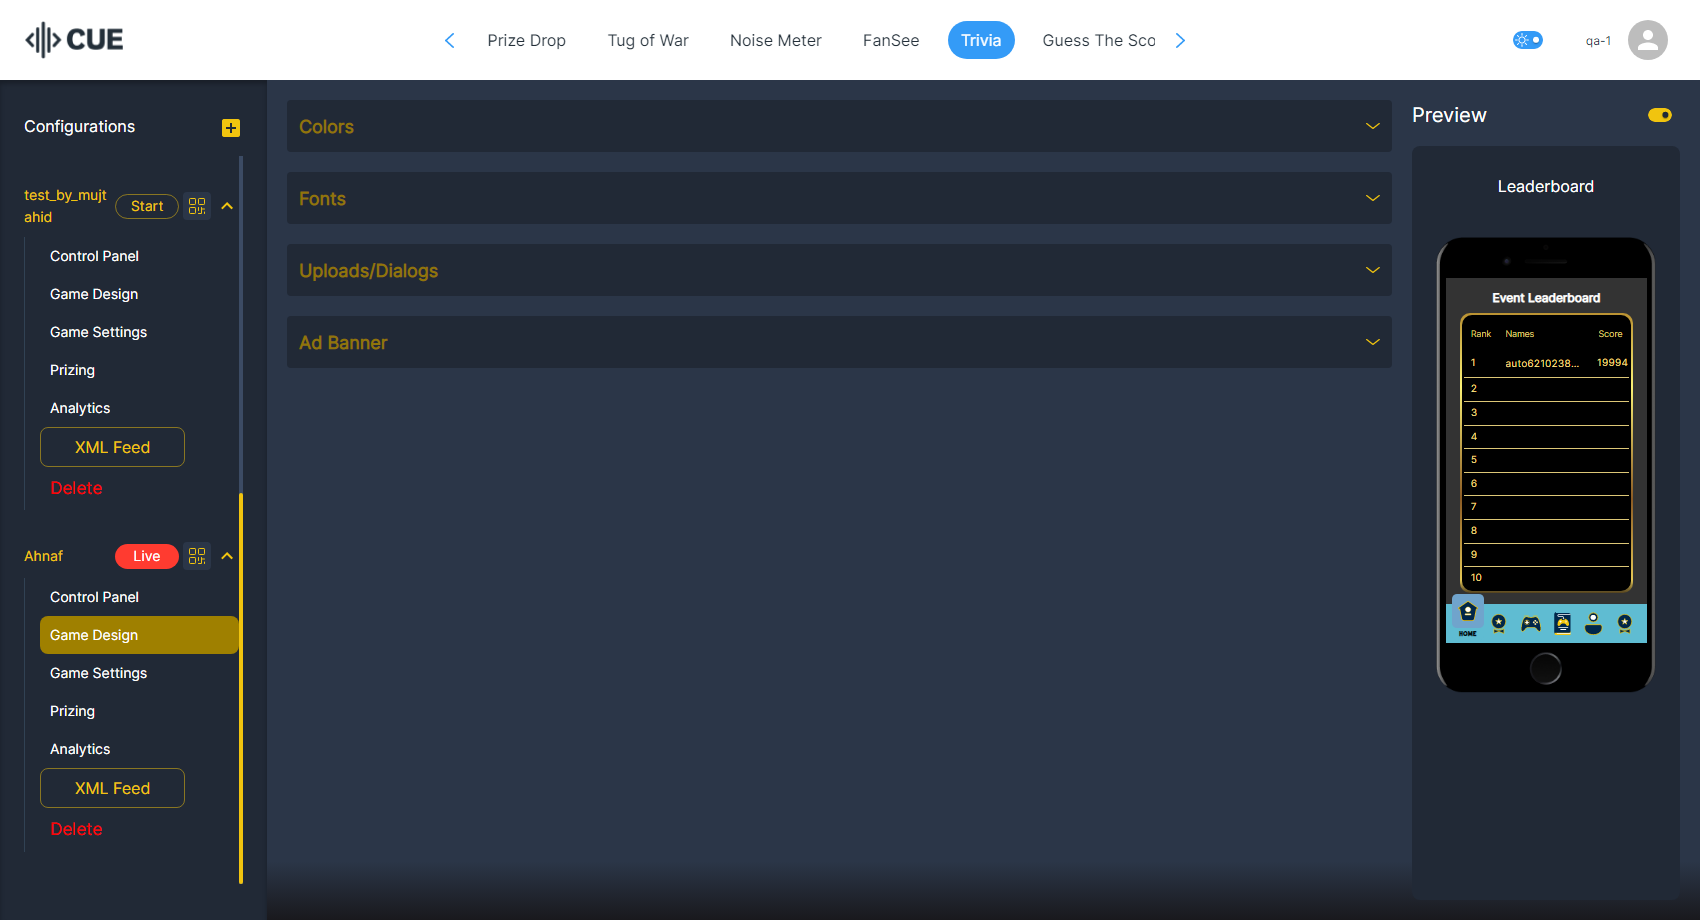 CUE
Prize Drop
Tug of War
Noise Meter
FanSee
Trivia
Guess The Sco
qa-1
Configurations
test_by_mujt
ahid
Start
Control Panel
Game Design
Game Settings
Prizing
Analytics
XML Feed
Delete
Ahnaf
Live
Control Panel
Game Design
Game Settings
Prizing
Analytics
XML Feed
Delete
Colors
Fonts
Uploads/Dialogs
Ad Banner
Preview
Leaderboard
Event Leaderboard
Rank Names Score
1 auto6210238... 19994
2
3
4
5
6
7
8
9
10
HOME